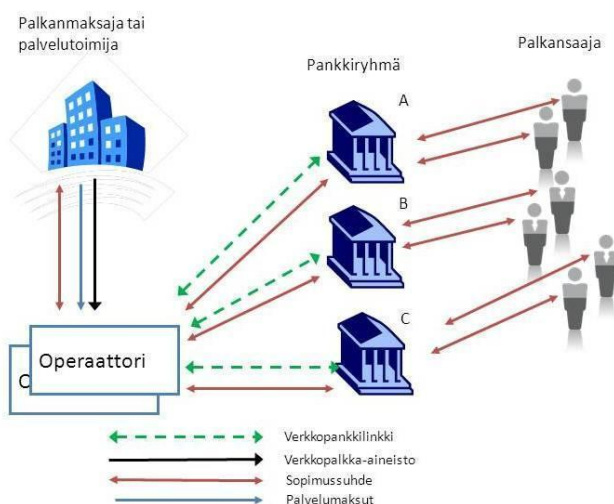 Palkanmaksaja tai
palvelutoimija
Pankkiryhmä
Palkansaaja
A
B
C
Operaattori
O
Verkkopankkilinkki
Verkkopalkka-aineisto
Sopimussuhde
Palvelumaksut